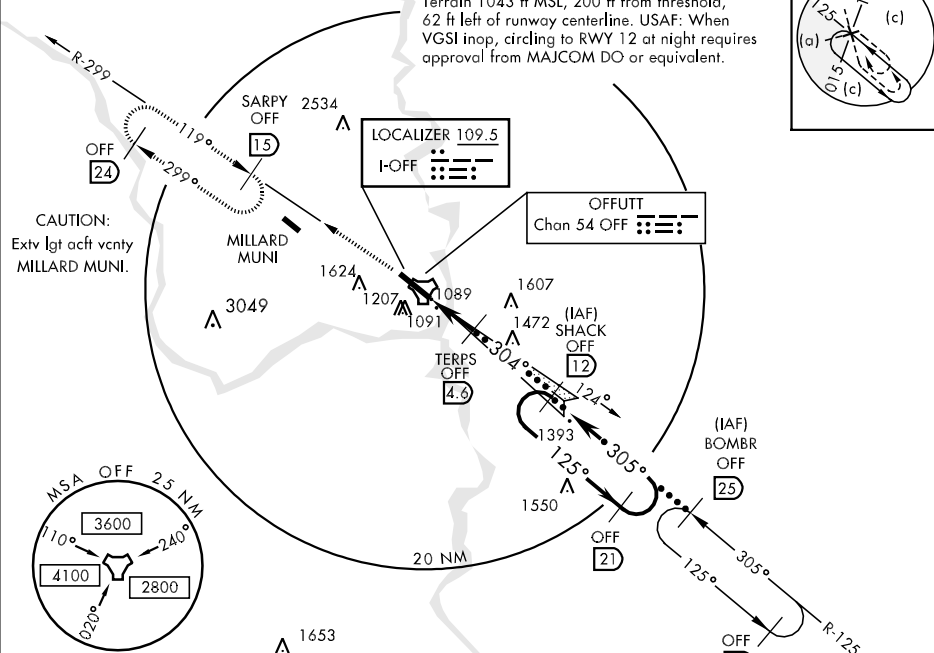 Terrain 1043 ft MSL, 200 ft from threshold,
62 ft left of runway centerline. USAF: When
VGSI inop, circling to RWY 12 at night requires
approval from MAJCOM DO or equivalent.
125
(c)
(a)
015
(c)
R-299
SARPY
OFF
15
2534
119°
299°
OFF
24
LOCALIZER 109.5
I-OFF
OFFUTT
Chan 54 OFF
CAUTION:
Extv lgt acft vcnty
MILLARD MUNI.
MILLARD
MUNI
1624
1207
1089
1091
1607
3049
1472
(IAF)
SHACK
OFF
12
TERPS
OFF
4.6
304°
124°
1393
125°
305°
(IAF)
BOMBR
OFF
25
1550
OFF
21
20 NM
125°
305°
R-125
OFF
MSA OFF 25 NM
3600
110°
240°
4100
2800
020°
1653